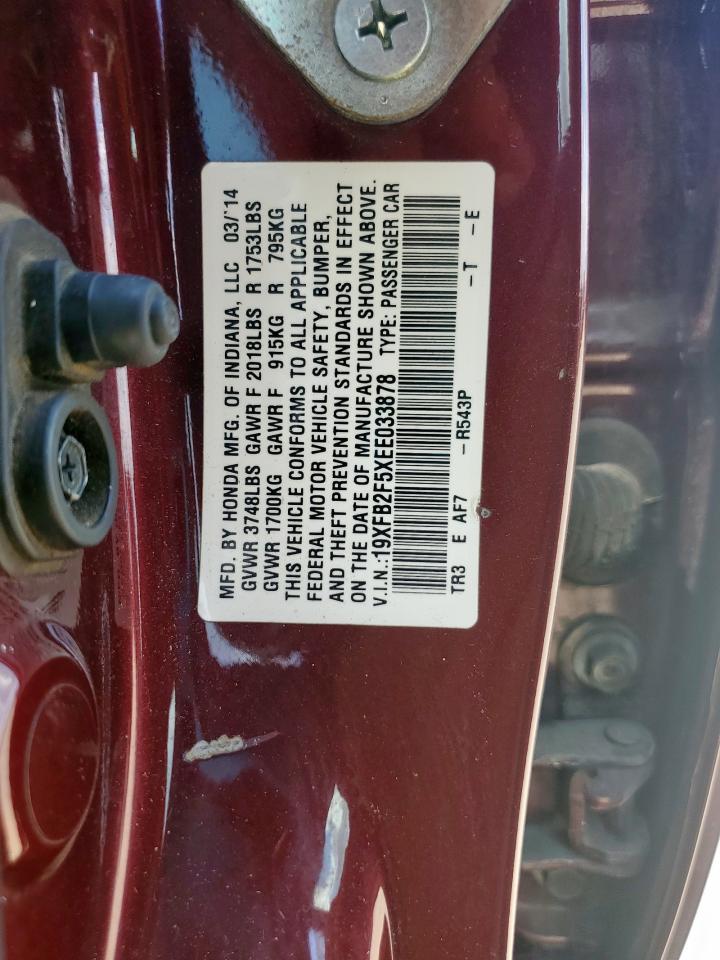 MFD. BY HONDA MFG. OF INDIANA, LLC 03/'14
GVWR 3748LBS GAWR F 2018LBS R 1753LBS
GVWR 1700KG GAWR F 915KG R 795KG
THIS VEHICLE CONFORMS TO ALL APPLICABLE
FEDERAL MOTOR VEHICLE SAFETY, BUMPER,
AND THEFT PREVENTION STANDARDS IN EFFECT
ON THE DATE OF MANUFACTURE SHOWN ABOVE.
V.I.N.:19XFB2F5XEE033878 TYPE: PASSENGER CAR
TR3 E AF7 -R543P -T -E